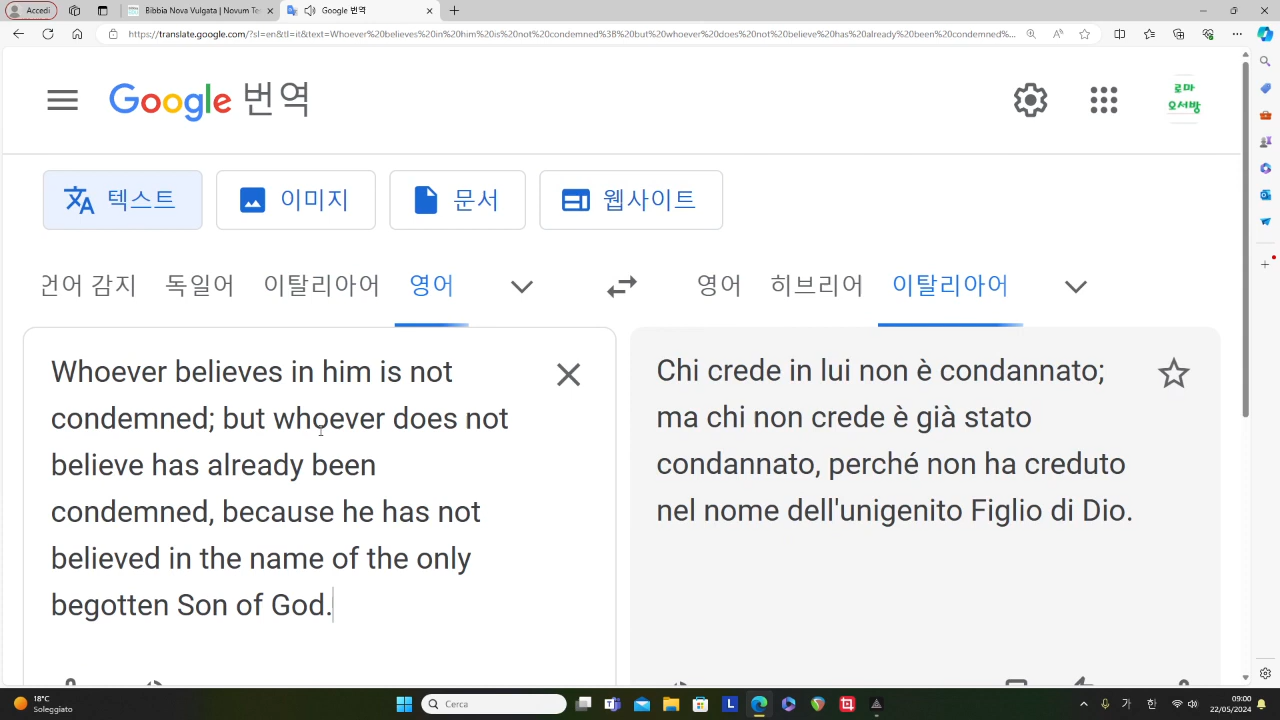 Accedi
Bibbia Nova Vulgata | Novum Te
Google 번역
https://translate.google.com/?sl=en&tl=it&text=Whoever%20believes%20in%20him%20is%20not%20condemned%3B%20but%20whoever%20does%20not%20believe%20has%20already%20been%20condemned%...
Google 번역
로마
오서방
텍스트
이미지
문서
웹사이트
언어 감지
독일어
이탈리아어
영어
영어
히브리어
이탈리아어
Whoever believes in him is not
condemned; but whoever does not
believe has already been
condemned, because he has not
believed in the name of the only
begotten Son of God.
Chi crede in lui non è condannato;
ma chi non crede è già stato
condannato, perché non ha creduto
nel nome dell'unigenito Figlio di Dio.
18°C
Soleggiato
Cerca
가
한
09:00
22/05/2024